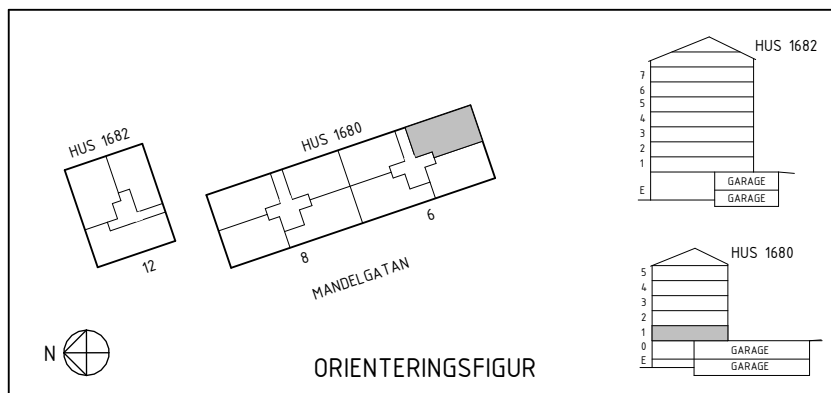 HUS 1682
7
6
5
4
3
2
1
E
GARAGE
GARAGE
HUS 1682
12
HUS 1680
8
6
MANDELGATAN
HUS 1680
5
4
3
2
1
0
E
GARAGE
GARAGE
N
ORIENTERINGSFIGUR